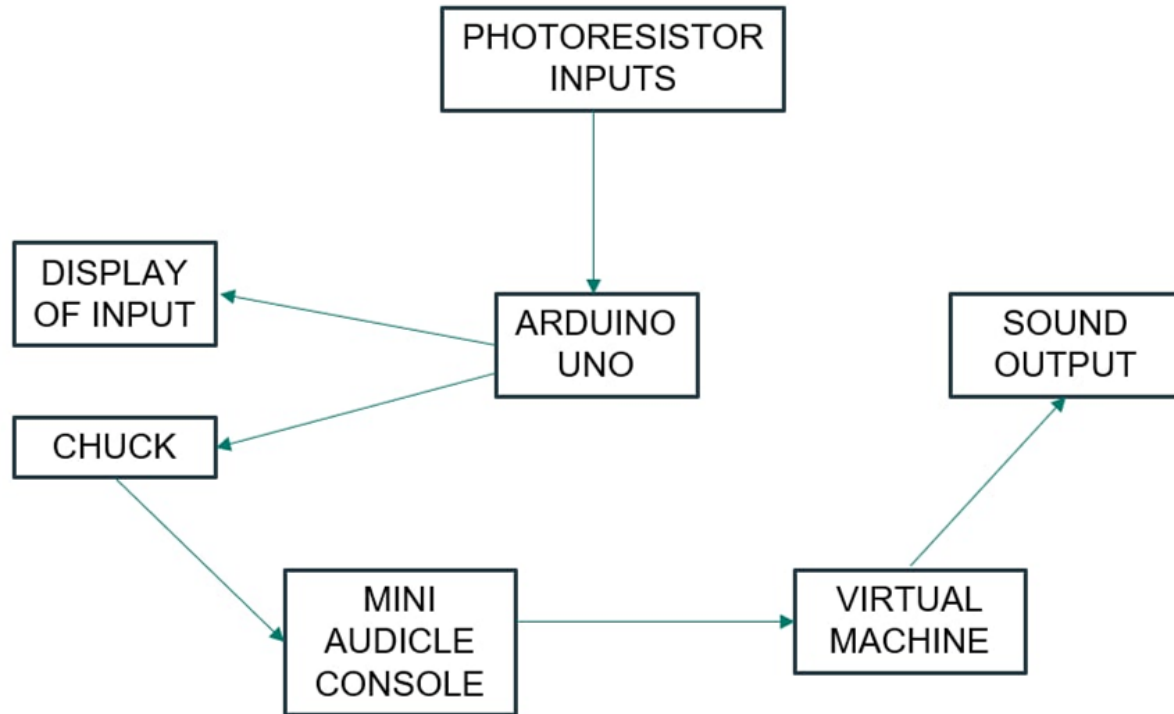 PHOTORESISTOR
INPUTS
DISPLAY
OF INPUT
ARDUINO
UNO
SOUND
OUTPUT
CHUCK
MINI
AUDICLE
CONSOLE
VIRTUAL
MACHINE